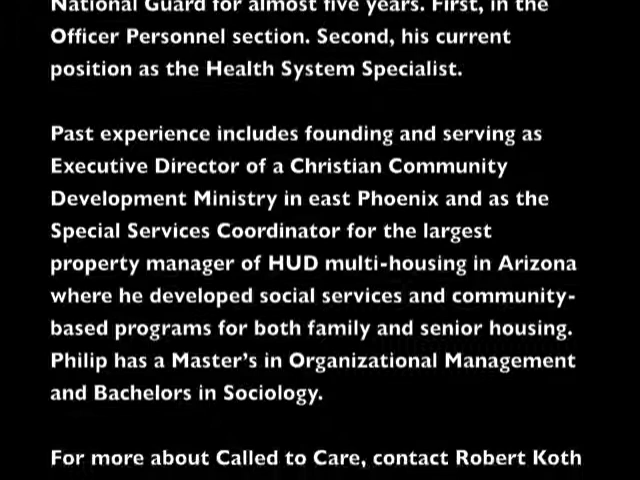 National Guard for almost five years. First, in the
Officer Personnel section. Second, his current
position as the Health System Specialist.
Past experience includes founding and serving as
Executive Director of a Christian Community
Development Ministry in east Phoenix and as the
Special Services Coordinator for the largest
property manager of HUD multi-housing in Arizona
where he developed social services and community-
based programs for both family and senior housing.
Philip has a Master's in Organizational Management
and Bachelors in Sociology.
For more about Called to Care, contact Robert Koth